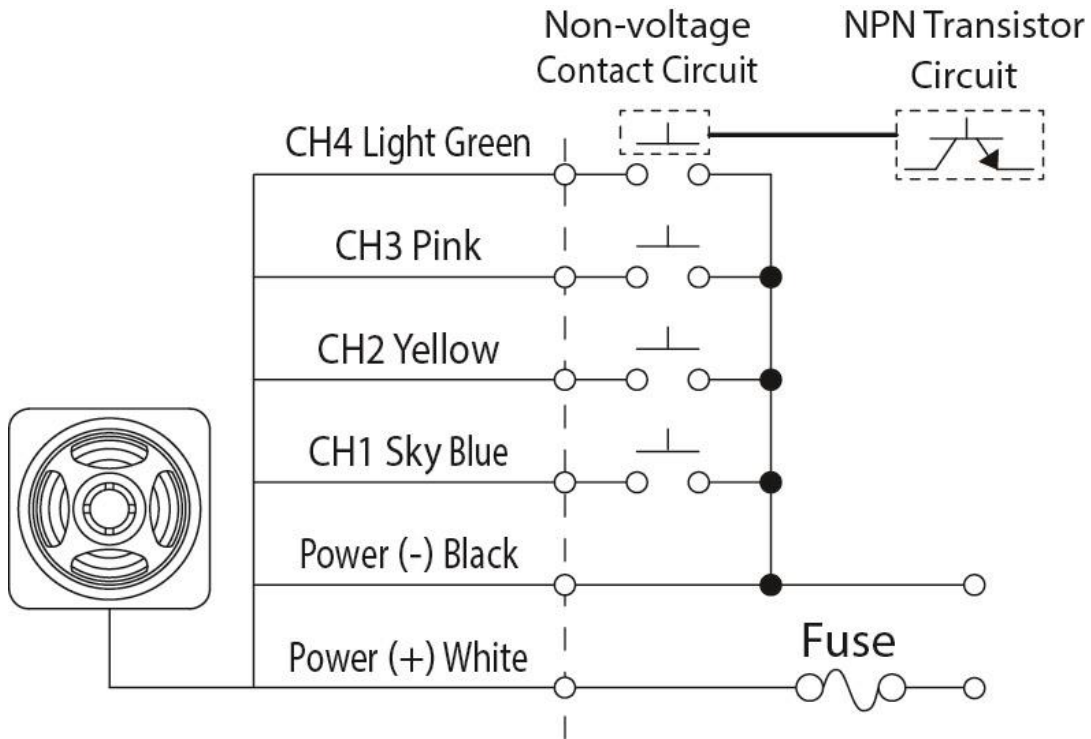 Non-voltage
Contact Circuit
NPN Transistor
Circuit
CH4 Light Green
CH3 Pink
CH2 Yellow
CH1 Sky Blue
Power (-) Black
Power (+) White
Fuse